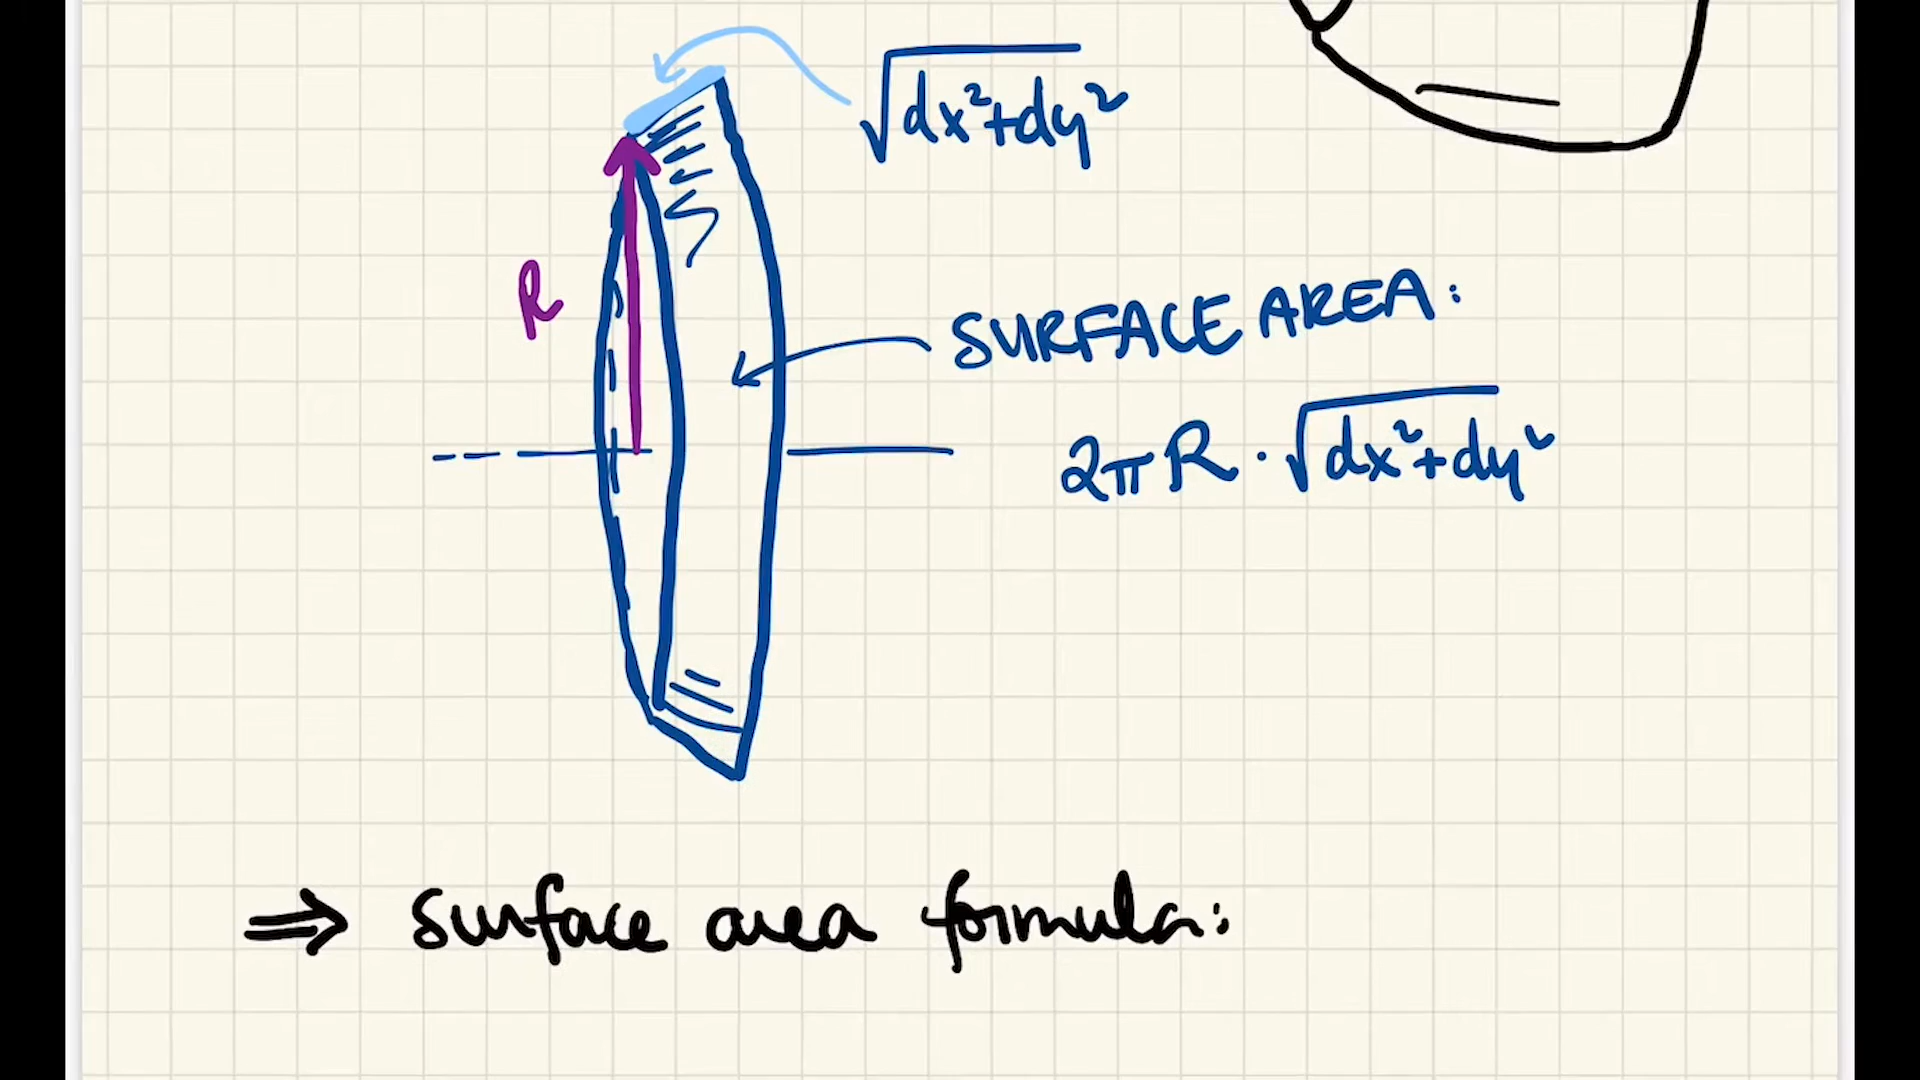 √dx²+dy²
R
SURFACE AREA:
2πR · √dx²+dy²
⇒ surface area formula: